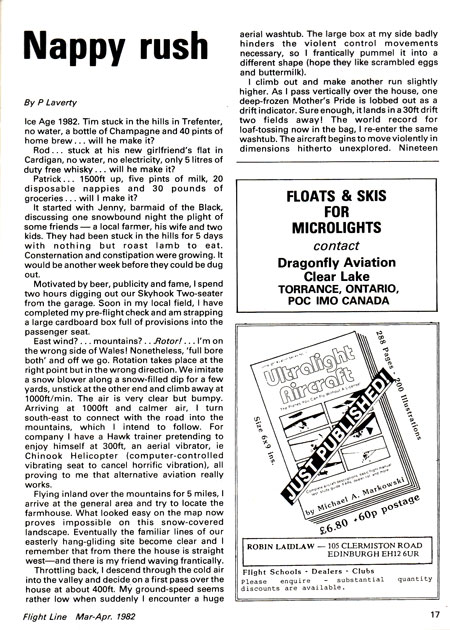 Nappy rush
By P Laverty
Ice Age 1982. Tim stuck in the hills in Trefenter,
no water, a bottle of Champagne and 40 pints of
home brew . . . will he make it?
Rod . . . stuck at his new girlfriend's flat in
Cardigan, no water, no electricity, only 5 litres of
duty free whisky . . . will he make it?
Patrick . . . 1500ft up, five pints of milk, 20
disposable nappies and 30 pounds of
groceries . . . will I make it?
It started with Jenny, barmaid of the Black,
discussing one snowbound night the plight of
some friends — a local farmer, his wife and two
kids. They had been stuck in the hills for 5 days
with nothing but roast lamb to eat.
Consternation and constipation were growing. It
would be another week before they could be dug
out.
Motivated by beer, publicity and fame, I spend
two hours digging out our Skyhook Two-seater
from the garage. Soon in my local field, I have
completed my pre-flight check and am strapping
a large cardboard box full of provisions into the
passenger seat.
East wind? . . . mountains? . . Rotor! . . . I'm on
the wrong side of Wales! Nonetheless, 'full bore
both' and off we go. Rotation takes place at the
right point but in the wrong direction. We imitate
a snow blower along a snow-filled dip for a few
yards, unstick at the other end and climb away at
1000ft/min. The air is very clear but bumpy.
Arriving at 1000ft and calmer air, I turn
south-east to connect with the road into the
mountains, which I intend to follow. For
company I have a Hawk trainer pretending to
enjoy himself at 300ft, an aerial vibrator, ie
Chinook Helicopter (computer-controlled
vibrating seat to cancel horrific vibration), all
proving to me that alternative aviation really
works.
Flying inland over the mountains for 5 miles, I
arrive at the general area and try to locate the
farmhouse. What looked easy on the map now
proves impossible on this snow-covered
landscape. Eventually the familiar lines of our
easterly hang-gliding site become clear and I
remember that from there the house is straight
west—and there is my friend waving frantically.
Throttling back, I descend through the cold air
into the valley and decide on a first pass over the
house at about 400ft. My ground-speed seems
rather low when suddenly I encounter a huge
aerial washtub. The large box at my side badly
hinders the violent control movements
necessary, so I frantically pummel it into a
different shape (hope they like scrambled eggs
and buttermilk).
I climb out and make another run slightly
higher. As I pass vertically over the house, one
deep-frozen Mother's Pride is lobbed out as a
drift indicator. Sure enough, it lands in a 30ft drift
two fields away! The world record for
loaf-tossing now in the bag, I re-enter the same
washtub. The aircraft begins to move violently in
dimensions hitherto unexplored. Nineteen
FLOATS & SKIS
FOR
MICROLIGHTS
contact
Dragonfly Aviation
Clear Lake
TORRANCE, ONTARIO,
POC IMO CANADA
288 Pages · 200 Illustrations
Ultralight
Aircraft
JUST PUBLISHED!
Size 6x9 ins.
by Michael A. Markowski
£6.80 + 60p postage
ROBIN LAIDLAW — 105 CLERMISTON ROAD
EDINBURGH EH12 6UR
Flight Schools · Dealers · Clubs
Please enquire - substantial quantity
discounts are available.
Flight Line Mar-Apr. 1982
17